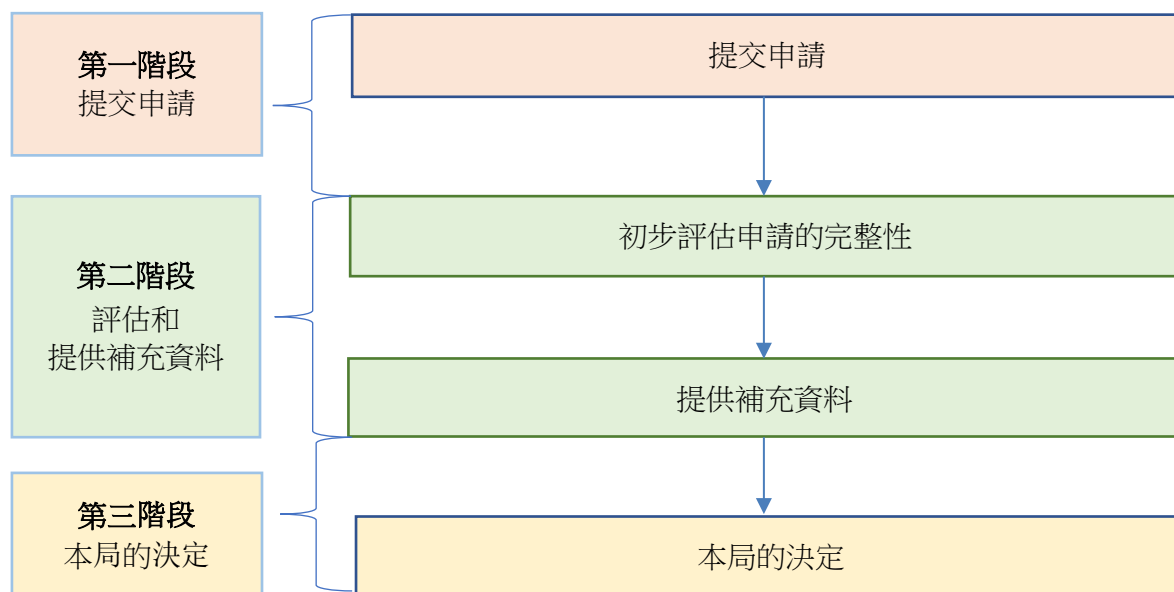 第一階段
提交申請
提交申請
第二階段
評估和
提供補充資料
初步評估申請的完整性
提供補充資料
第三階段
本局的決定
本局的決定